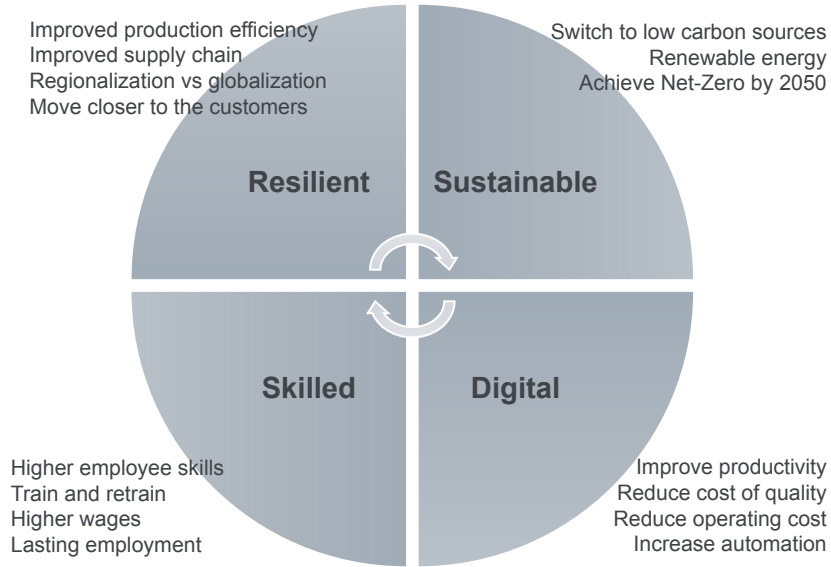 Improved production efficiency
Improved supply chain
Regionalization vs globalization
Move closer to the customers
Switch to low carbon sources
Renewable energy
Achieve Net-Zero by 2050
Resilient
Sustainable
Skilled
Digital
Higher employee skills
Train and retrain
Higher wages
Lasting employment
Improve productivity
Reduce cost of quality
Reduce operating cost
Increase automation